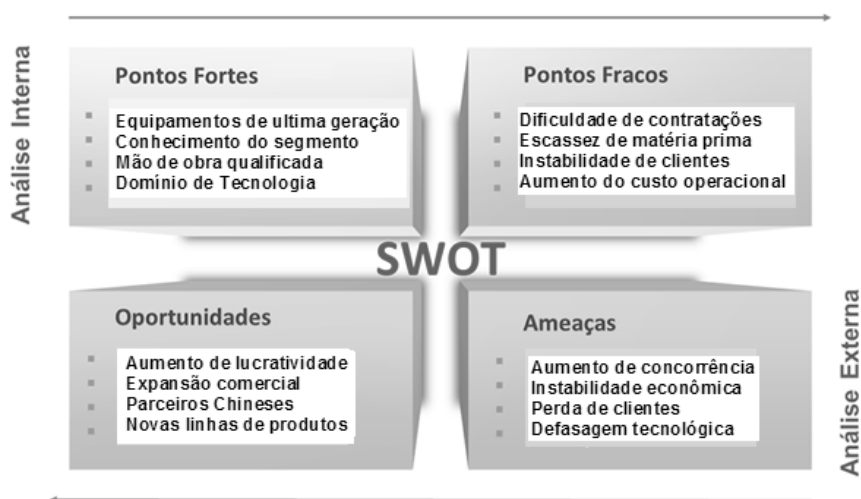 Análise Interna
Pontos Fortes
Equipamentos de ultima geração
Conhecimento do segmento
Mão de obra qualificada
Domínio de Tecnologia
Pontos Fracos
Dificuldade de contratações
Escassez de matéria prima
Instabilidade de clientes
Aumento do custo operacional
SWOT
Oportunidades
Aumento de lucratividade
Expansão comercial
Parceiros Chineses
Novas linhas de produtos
Ameaças
Aumento de concorrência
Instabilidade econômica
Perda de clientes
Defasagem tecnológica
Análise Externa